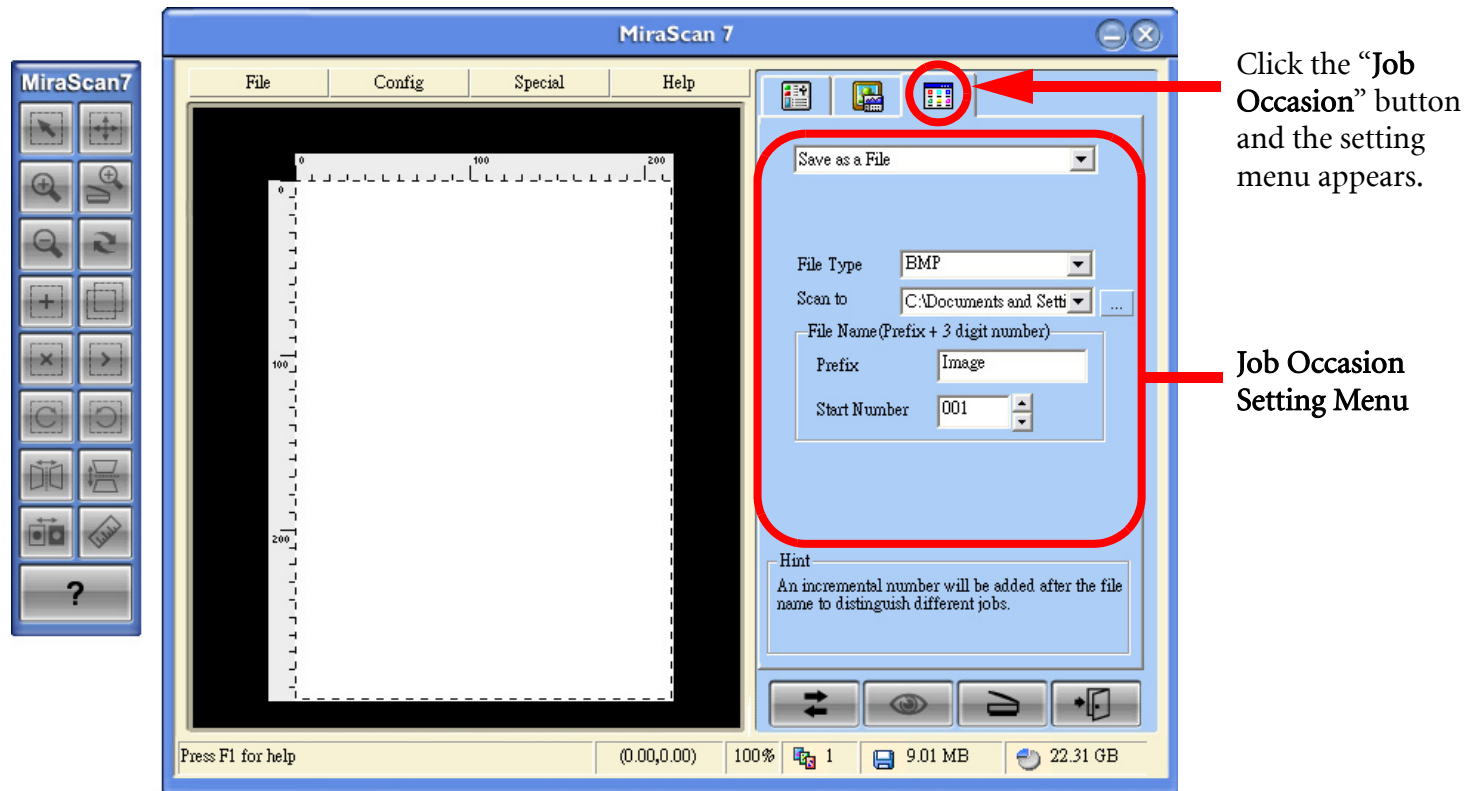 MiraScan 7
MiraScan7
File Config Special Help
0 100 200
0
100
200
?
Save as a File
File Type BMP
Scan to C:\Documents and Setti ...
File Name(Prefix + 3 digit number)
Prefix Image
Start Number 001
Hint
An incremental number will be added after the file
name to distinguish different jobs.
Press F1 for help (0.00,0.00) 100% 1 9.01 MB 22.31 GB
Click the “Job
Occasion” button
and the setting
menu appears.
Job Occasion
Setting Menu